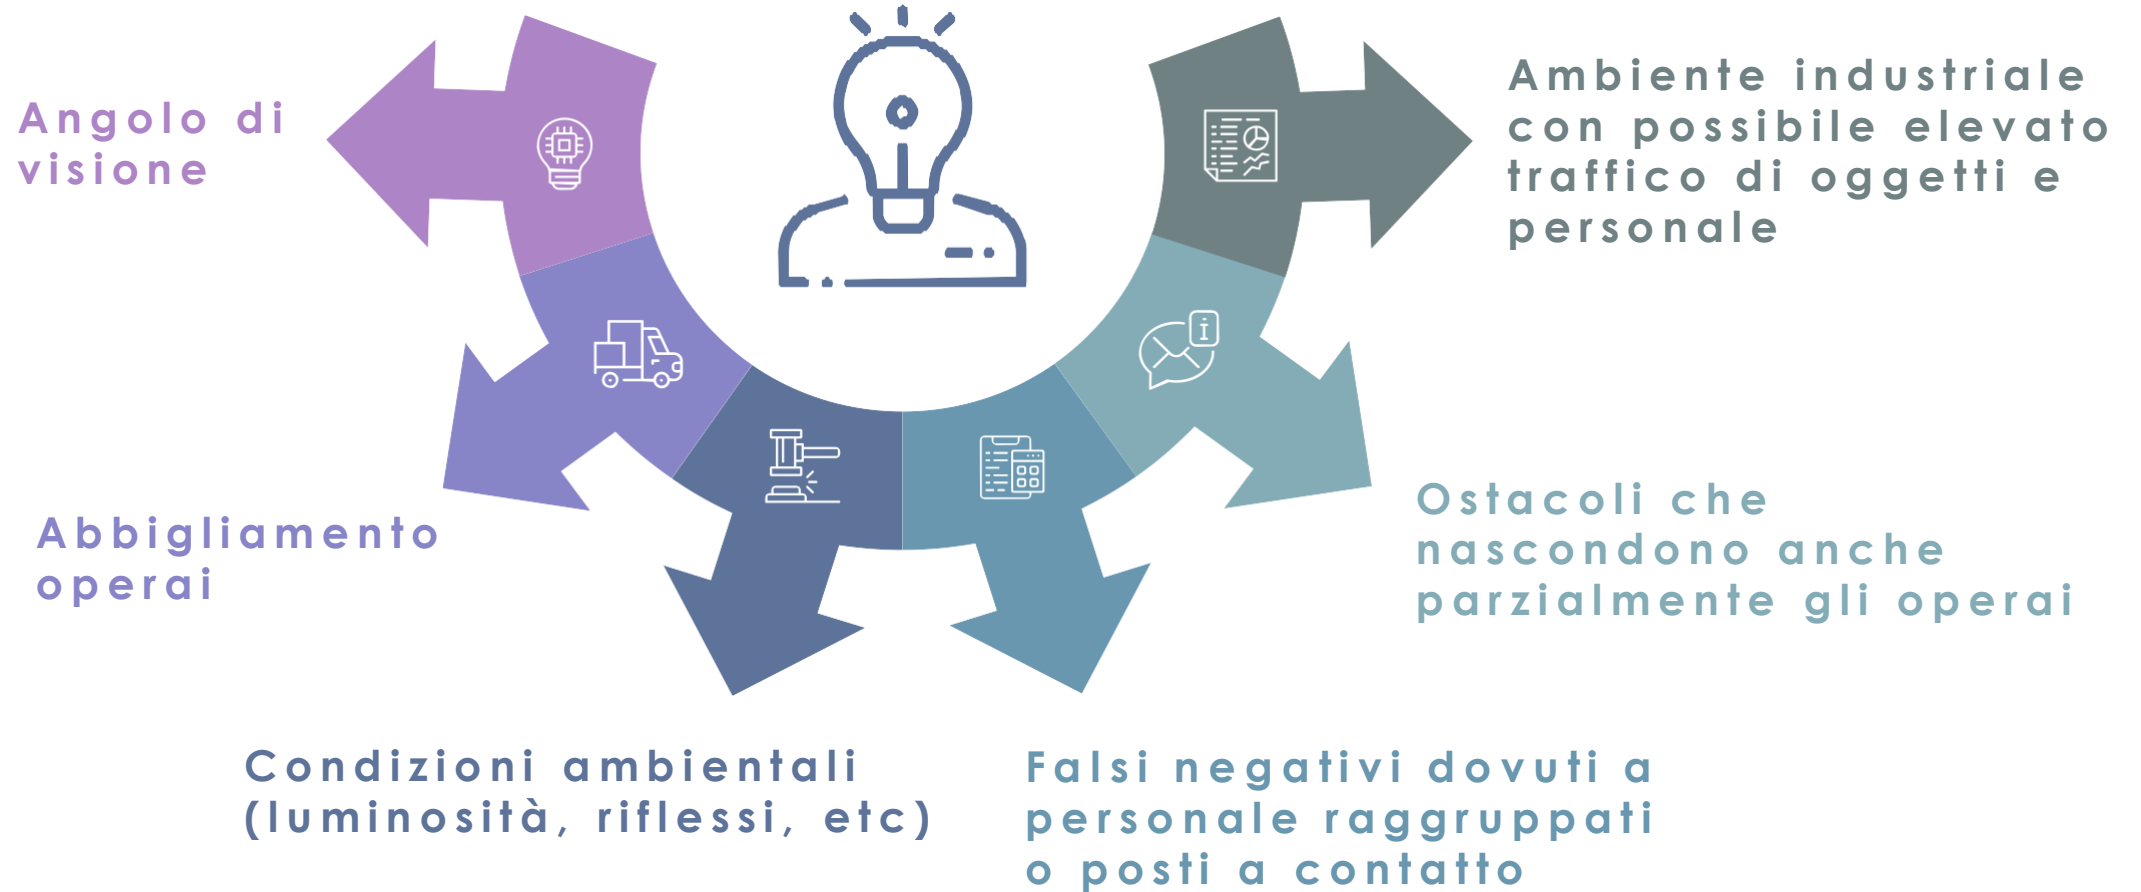 Angolo di
visione
Abbigliamento
operai
Condizioni ambientali
(luminosità, riflessi, etc)
Falsi negativi dovuti a
personale raggruppati
o posti a contatto
Ostacoli che
nascondono anche
parzialmente gli operai
Ambiente industriale
con possibile elevato
traffico di oggetti e
personale
i